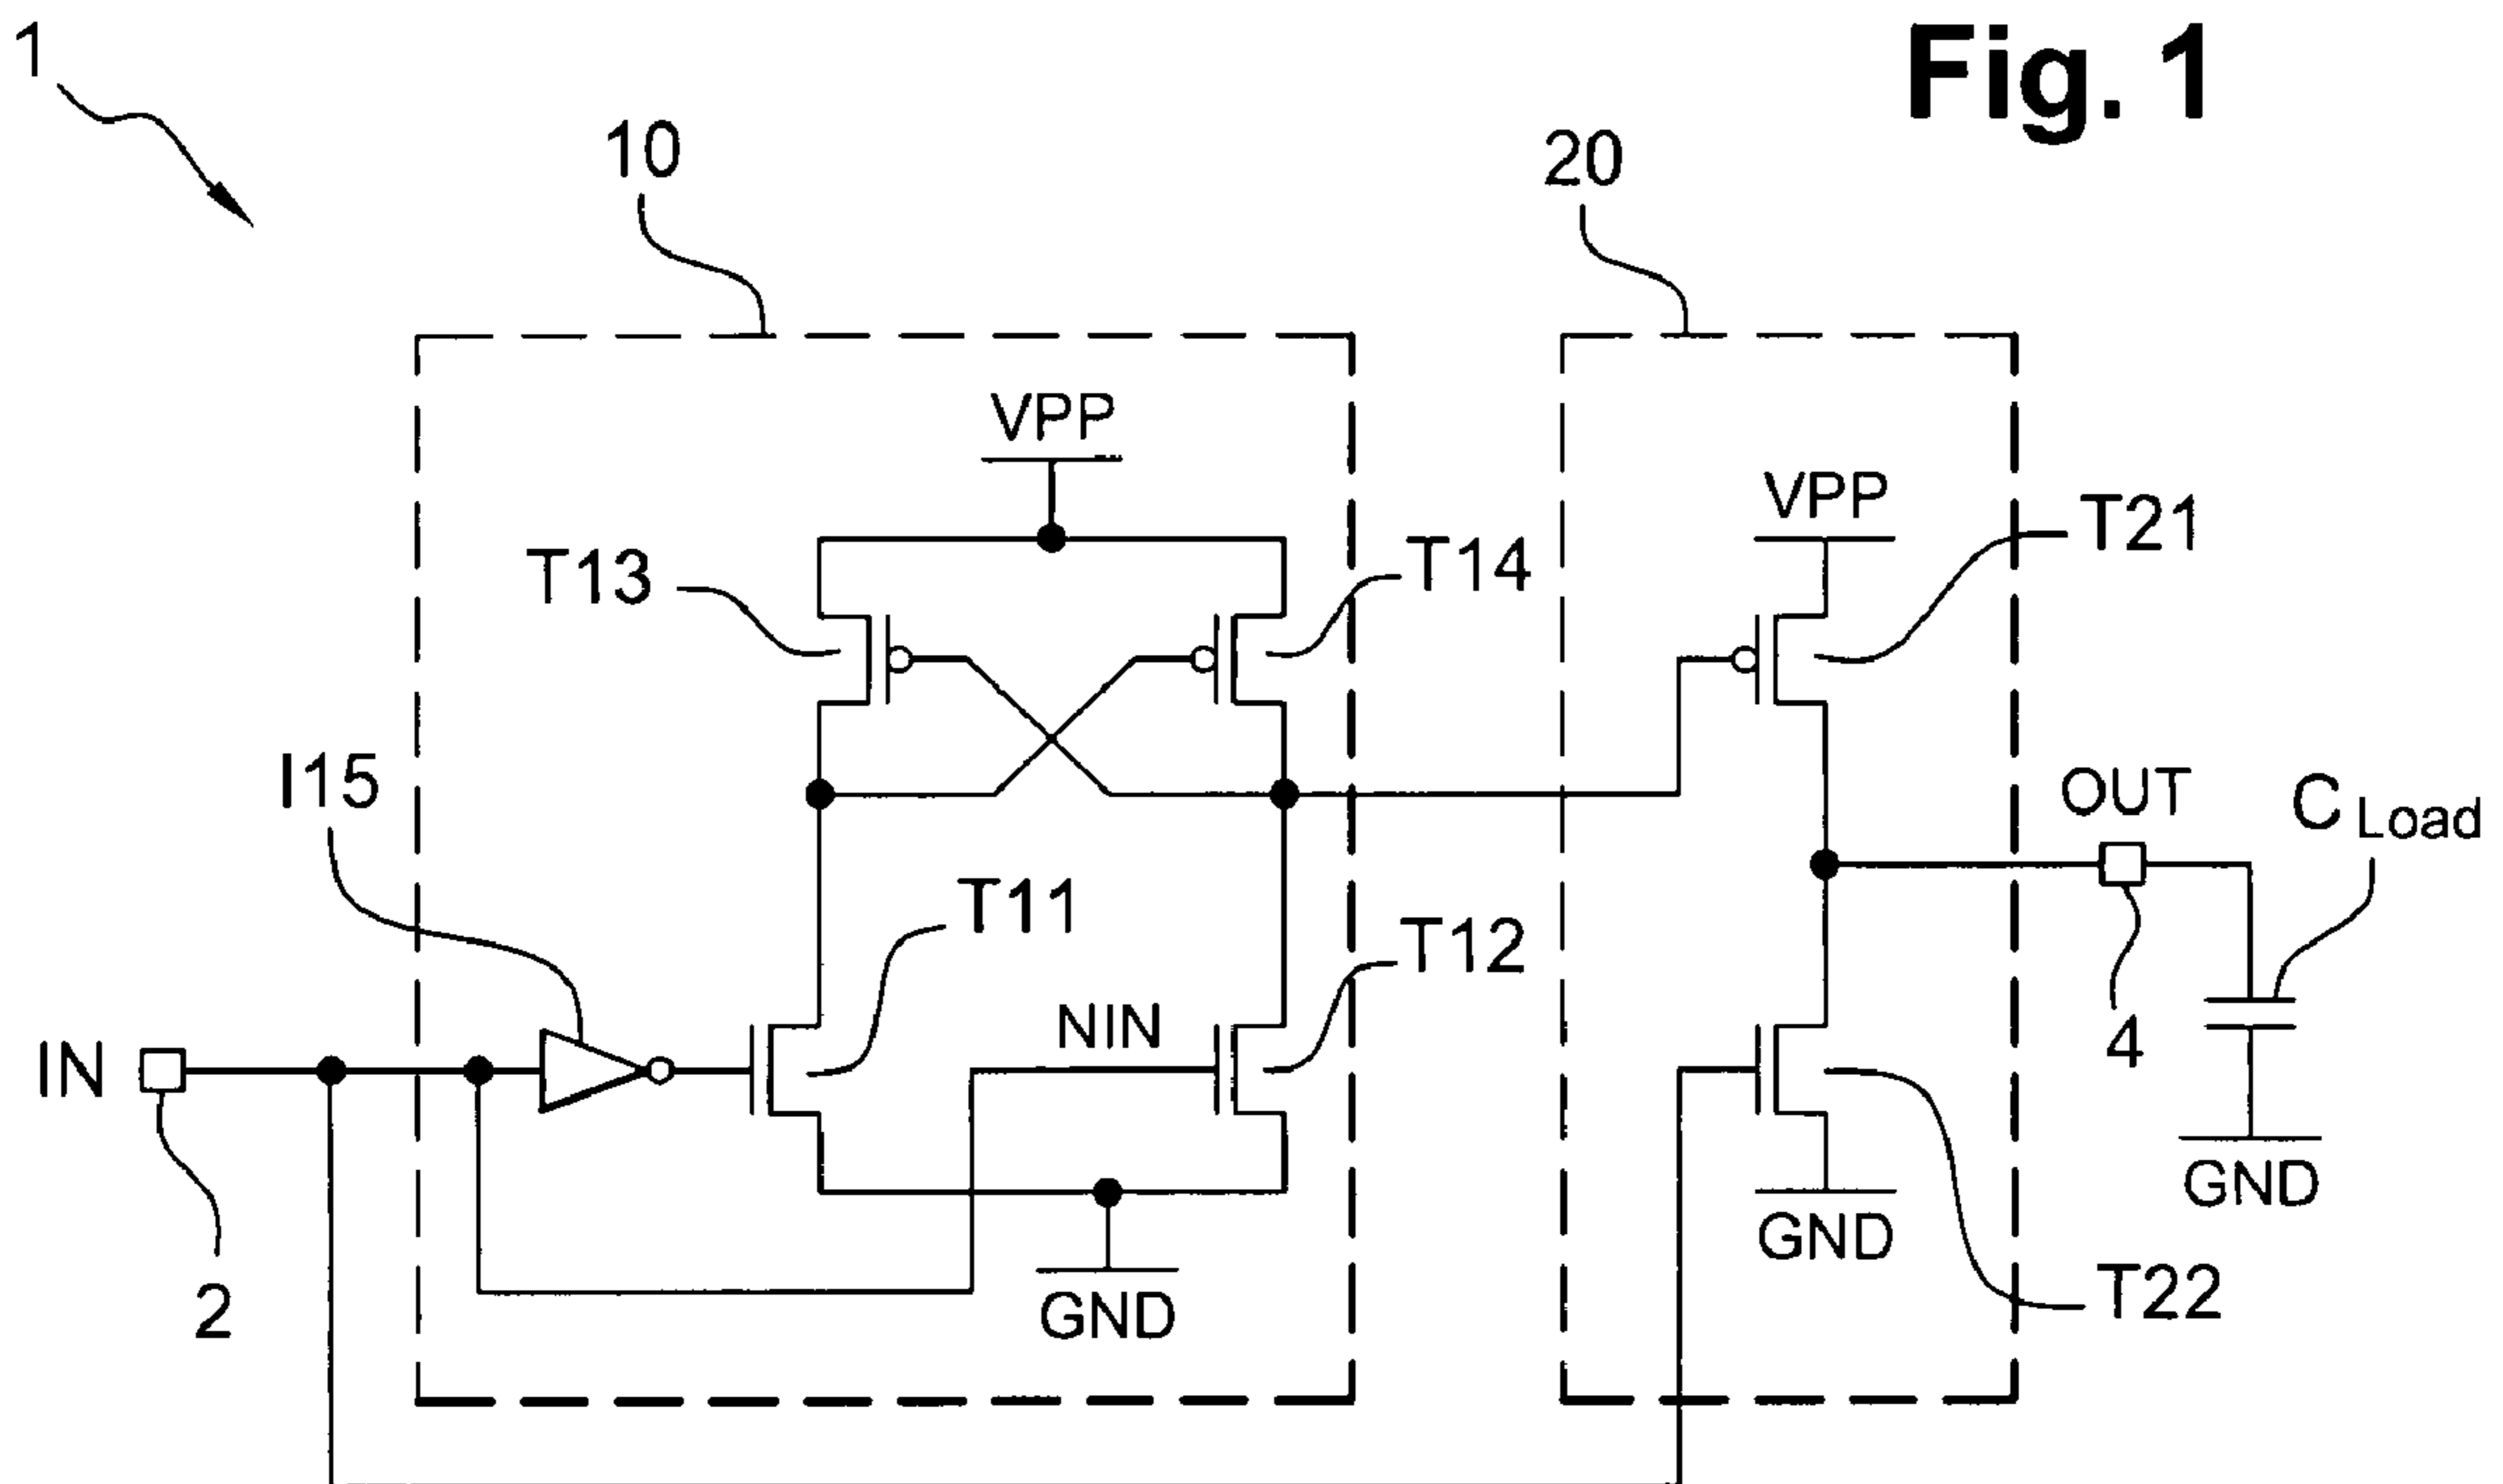 Fig. 1
1
10
20
VPP
VPP
T21
T13
T14
I15
OUT
C Load
T11
T12
NIN
IN
4
GND
GND
2
GND
T22